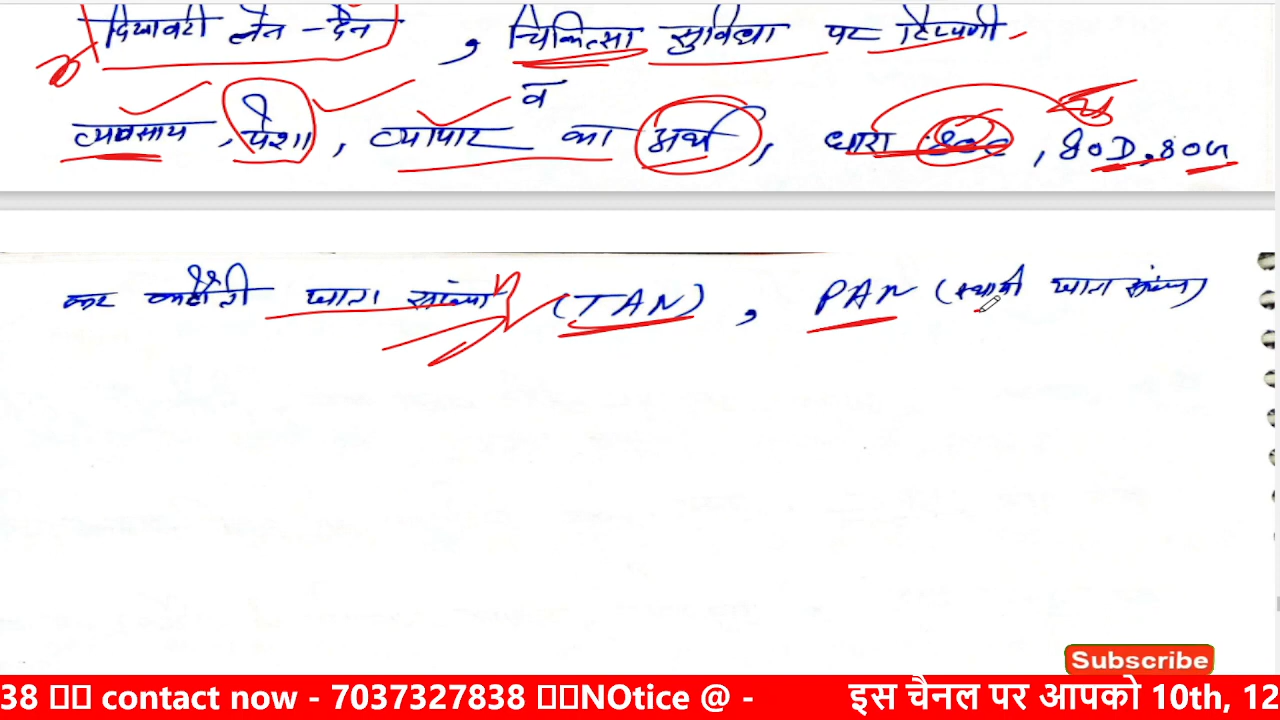 दिखावटी लेन-देन, चिकित्सा सुविधा पर टिप्पणी
व्यवसाय, पेशा, व्यापार व का अर्थ, धारा 80C, 80D, 80G
कर कटौती खाता संख्या (TAN), PAN (स्थायी खाता संख्या)
Subscribe
38 contact now - 7037327838 NOtice @ - इस चैनल पर आपको 10th, 12